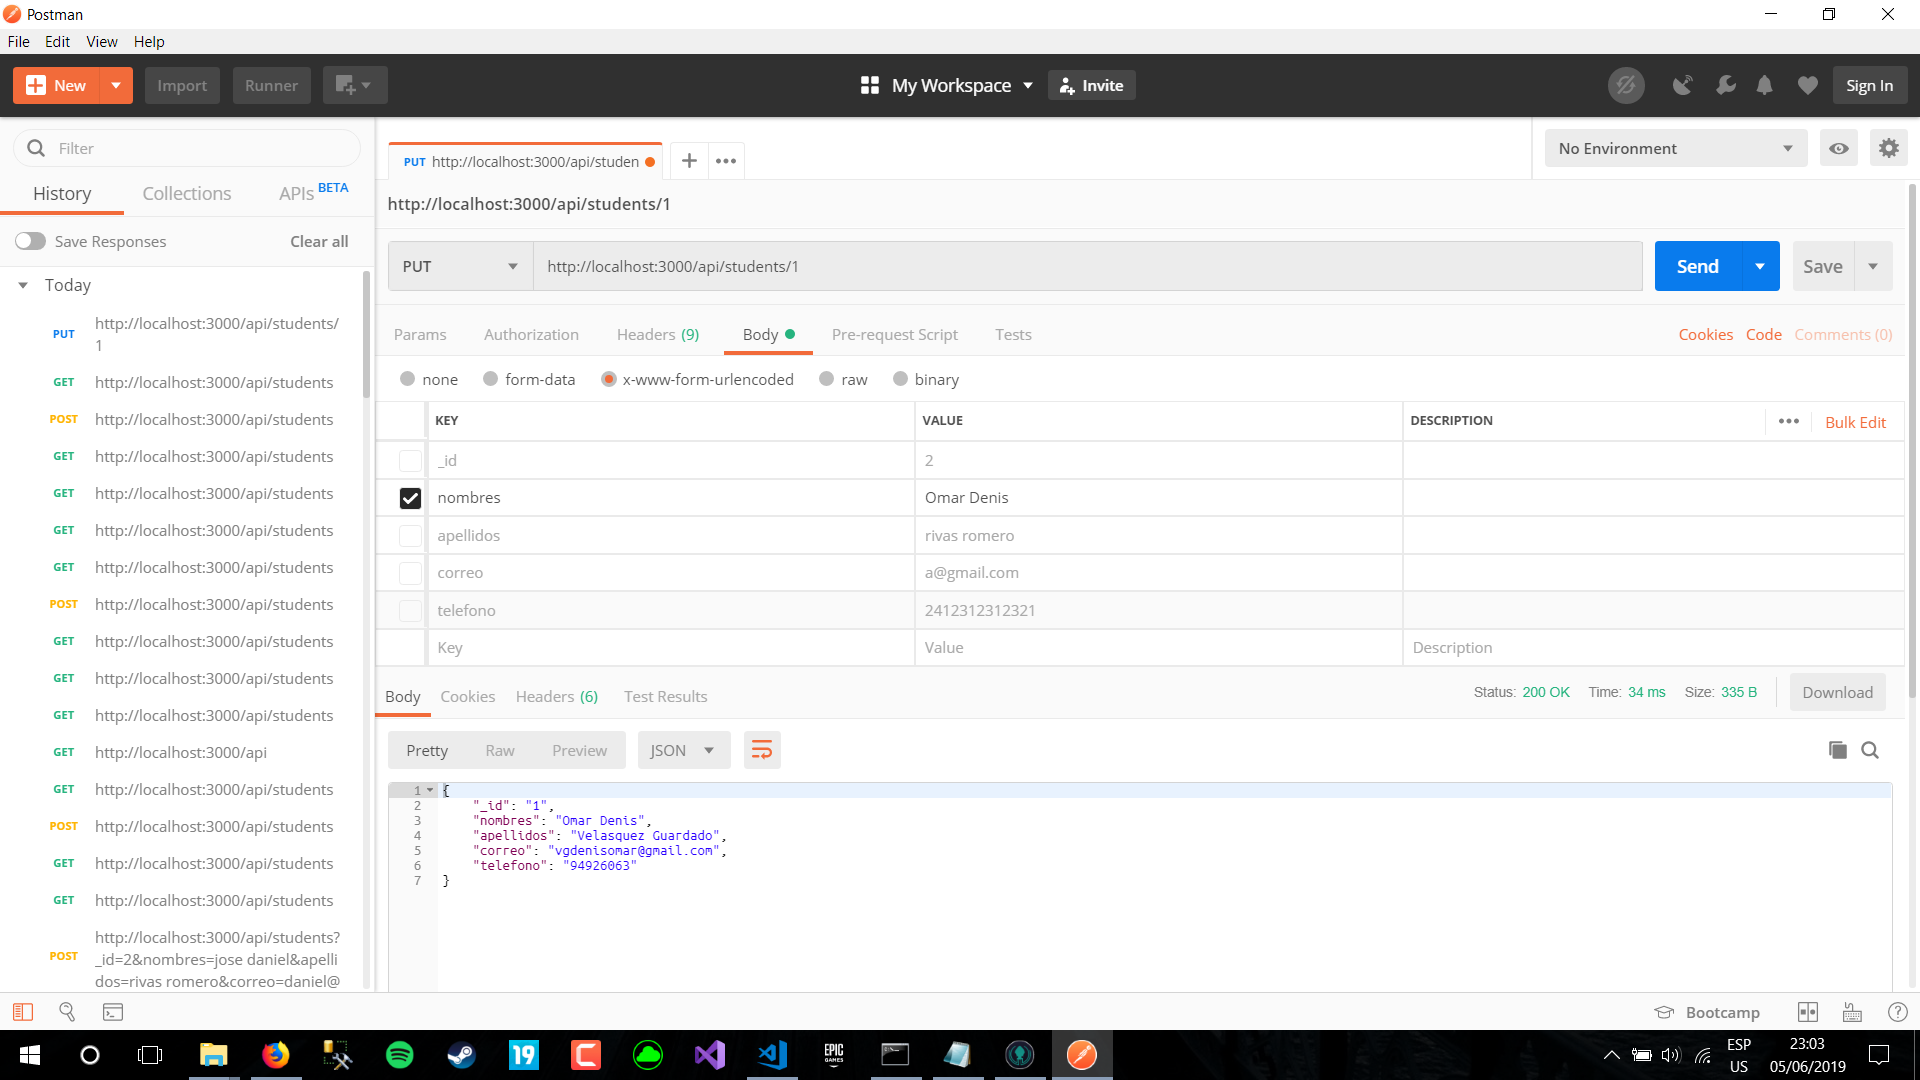 Postman
File Edit View Help
New Import Runner My Workspace Invite Sign In
Filter
History Collections APIs BETA
Save Responses Clear all
Today
PUT http://localhost:3000/api/students/
1
GET http://localhost:3000/api/students
POST http://localhost:3000/api/students
GET http://localhost:3000/api/students
GET http://localhost:3000/api/students
GET http://localhost:3000/api/students
GET http://localhost:3000/api/students
POST http://localhost:3000/api/students
GET http://localhost:3000/api/students
GET http://localhost:3000/api/students
GET http://localhost:3000/api/students
GET http://localhost:3000/api
GET http://localhost:3000/api/students
POST http://localhost:3000/api/students
GET http://localhost:3000/api/students
GET http://localhost:3000/api/students
POST http://localhost:3000/api/students?
_id=2&nombres=jose daniel&apelli
dos=rivas romero&correo=daniel@
PUT http://localhost:3000/api/studen
No Environment
http://localhost:3000/api/students/1
PUT http://localhost:3000/api/students/1 Send Save
Params Authorization Headers (9) Body Pre-request Script Tests Cookies Code Comments (0)
none form-data x-www-form-urlencoded raw binary
KEY VALUE DESCRIPTION Bulk Edit
_id 2
nombres Omar Denis
apellidos rivas romero
correo a@gmail.com
telefono 2412312312321
Key Value Description
Body Cookies Headers (6) Test Results Status: 200 OK Time: 34 ms Size: 335 B Download
Pretty Raw Preview JSON
1 {
2 "_id": "1",
3 "nombres": "Omar Denis",
4 "apellidos": "Velasquez Guardado",
5 "correo": "vgdenisomar@gmail.com",
6 "telefono": "94926063"
7 }
Bootcamp
19
EPIC
GAMES
ESP
US
23:03
05/06/2019